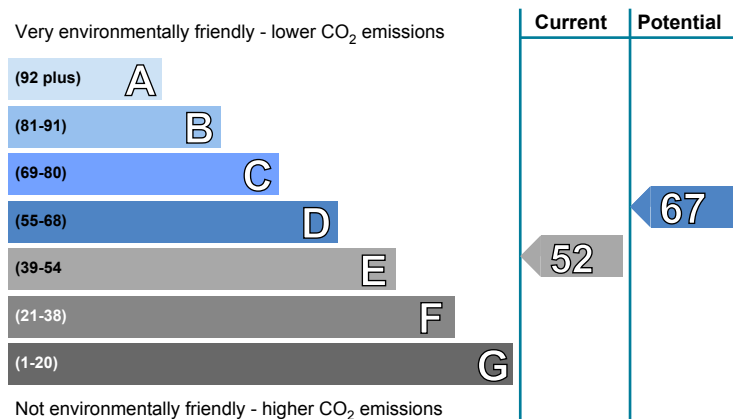 Current Potential
Very environmentally friendly - lower CO2 emissions
(92 plus) A
(81-91) B
(69-80) C
67
(55-68) D
(39-54 E
52
(21-38) F
(1-20) G
Not environmentally friendly - higher CO2 emissions